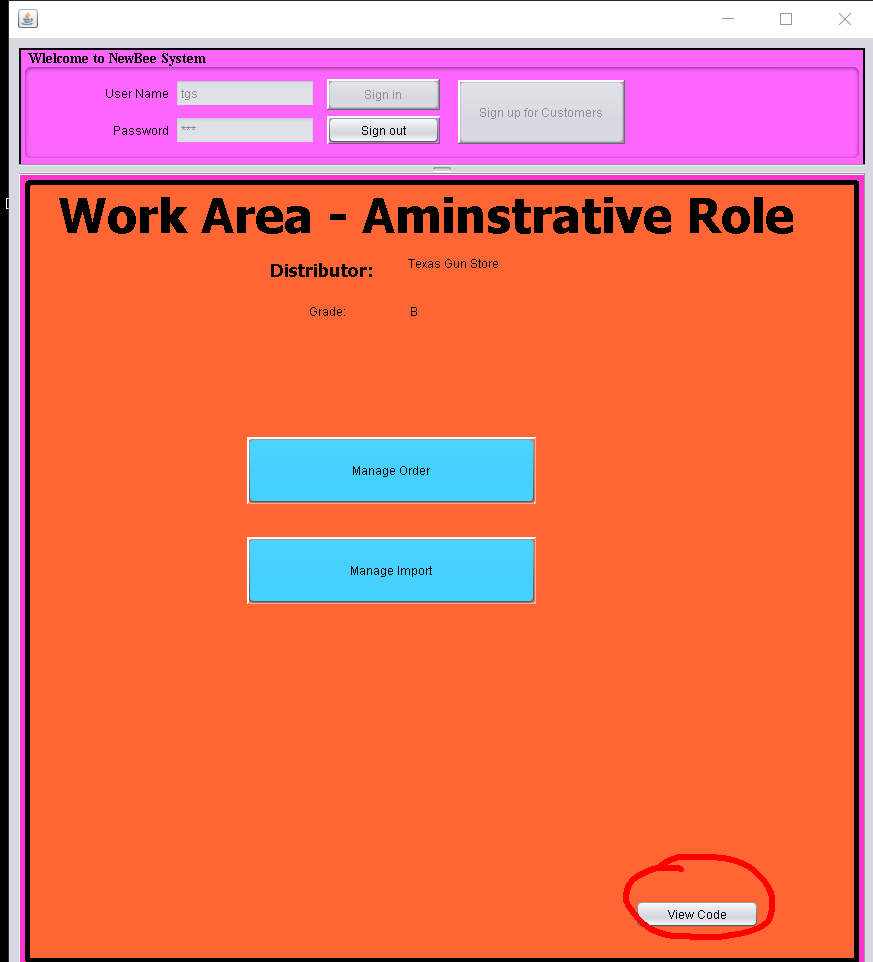 Wlelcome to NewBee System
User Name tgs Sign in Sign up for Customers
Password *** Sign out
Work Area - Aminstrative Role
Distributor: Texas Gun Store
Grade: B
Manage Order
Manage Import
View Code